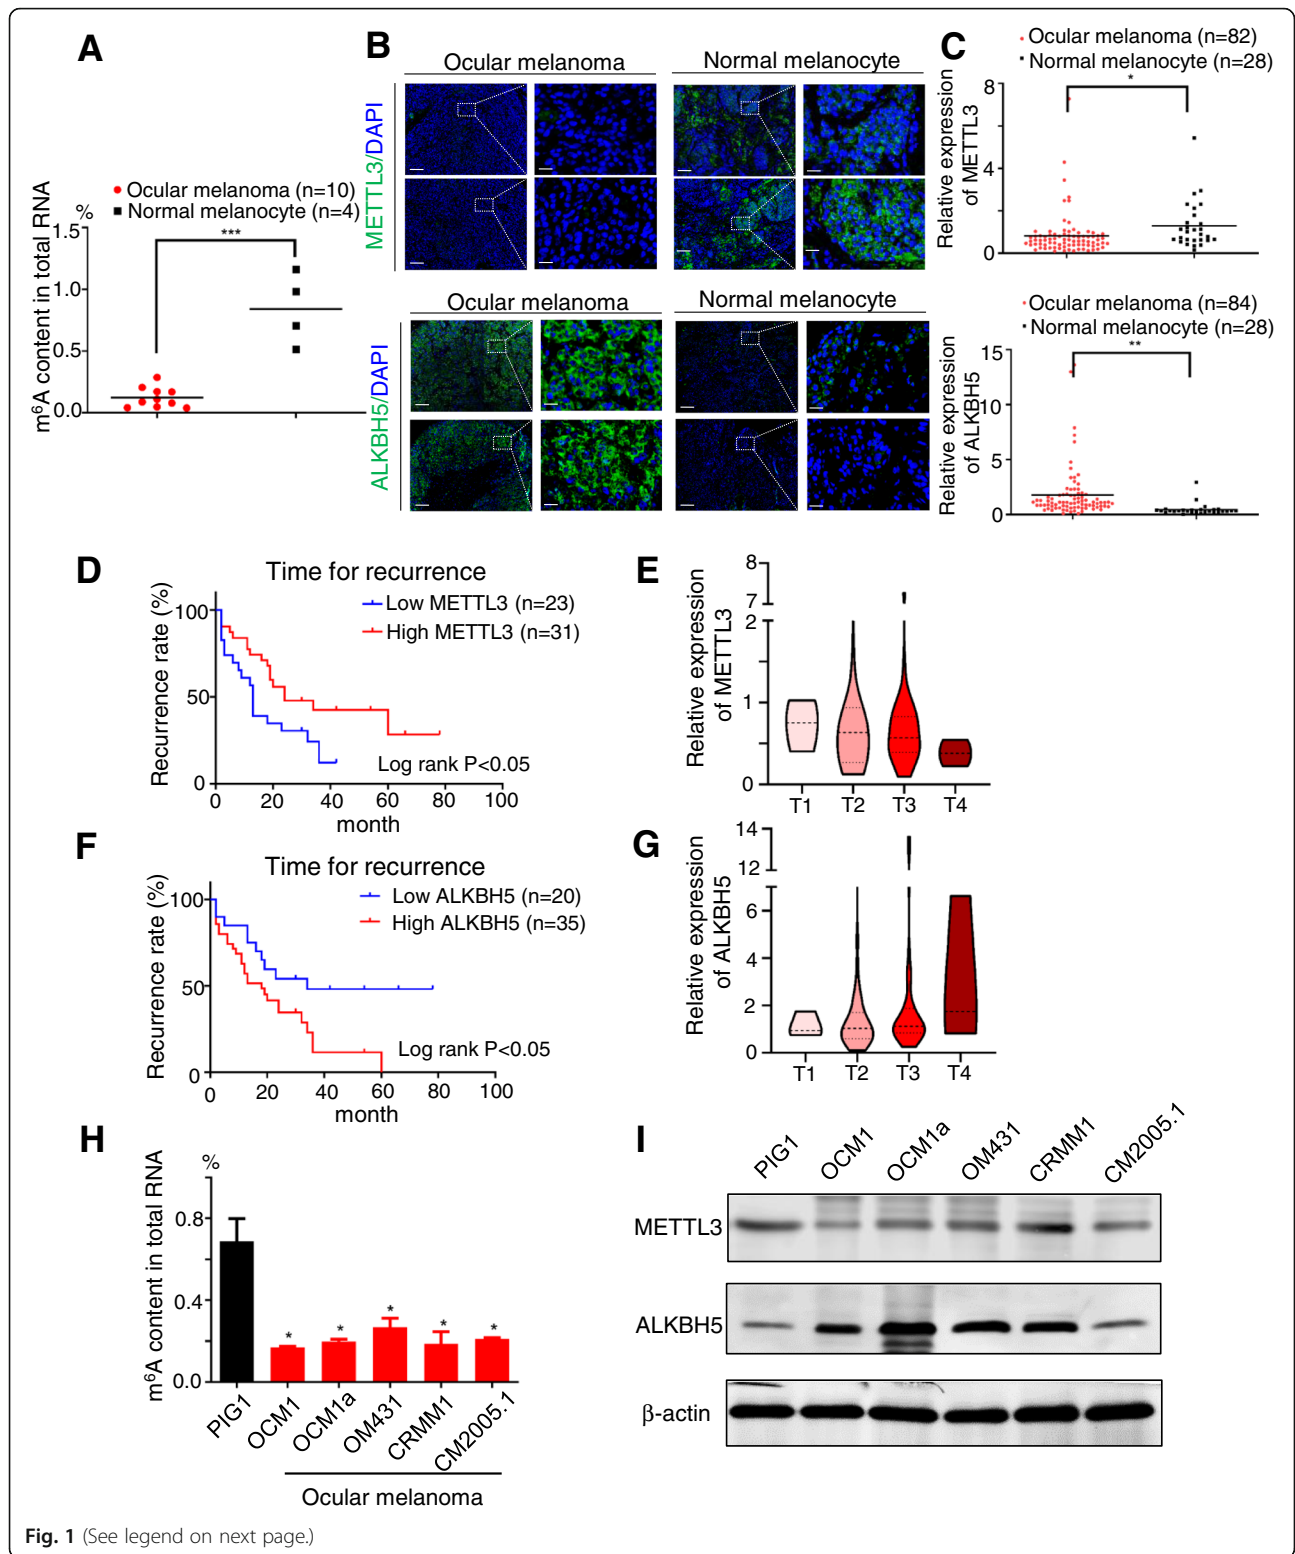 A
m⁶A content in total RNA
%
Ocular melanoma (n=10)
Normal melanocyte (n=4)
1.5
1.0
0.5
0.0
***
B
Ocular melanoma
Normal melanocyte
METTL3/DAPI
Ocular melanoma
Normal melanocyte
ALKBH5/DAPI
C
Ocular melanoma (n=82)
Normal melanocyte (n=28)
Relative expression
of METTL3
8
4
0
*
Ocular melanoma (n=84)
Normal melanocyte (n=28)
Relative expression
of ALKBH5
15
10
5
0
**
D
Time for recurrence
Low METTL3 (n=23)
High METTL3 (n=31)
Recurrence rate (%)
100
50
0
Log rank P<0.05
0 20 40 60 80 100
month
E
Relative expression
of METTL3
8
7
2
1
0
T1 T2 T3 T4
F
Time for recurrence
Low ALKBH5 (n=20)
High ALKBH5 (n=35)
Recurrence rate (%)
100
50
0
Log rank P<0.05
0 20 40 60 80 100
month
G
Relative expression
of ALKBH5
14
12
6
4
2
0
T1 T2 T3 T4
H
%
m⁶A content in total RNA
0.8
0.4
0.0
* * * * *
PIG1 OCM1 OCM1a OM431 CRMM1 CM2005.1
Ocular melanoma
I
PIG1 OCM1 OCM1a OM431 CRMM1 CM2005.1
METTL3
ALKBH5
β-actin
Fig. 1 (See legend on next page.)